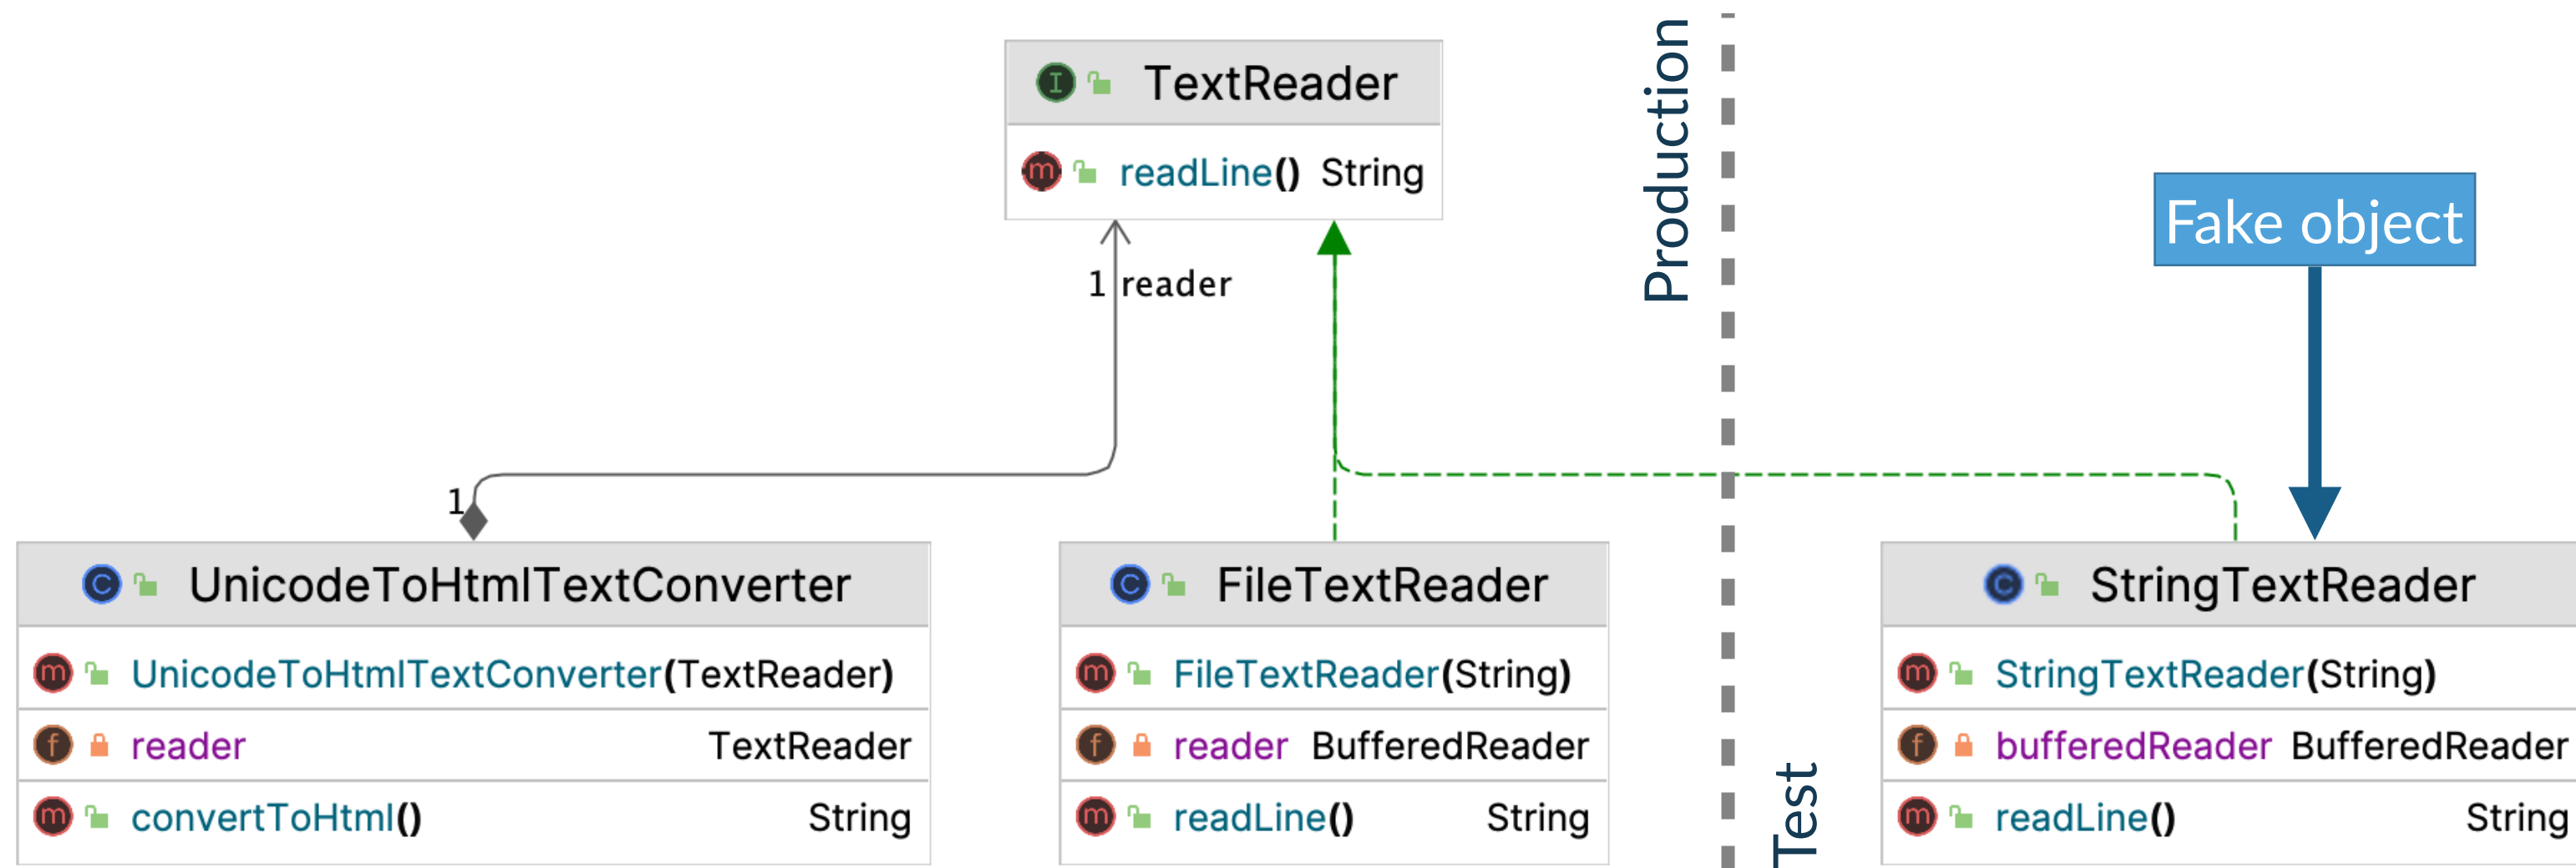 I TextReader
m readLine() String
Production
Fake object
1 reader
1
C UnicodeToHtmlTextConverter
m UnicodeToHtmlTextConverter(TextReader)
f reader TextReader
m convertToHtml() String
C FileTextReader
m FileTextReader(String)
f reader BufferedReader
m readLine() String
Test
C StringTextReader
m StringTextReader(String)
f bufferedReader BufferedReader
m readLine() String